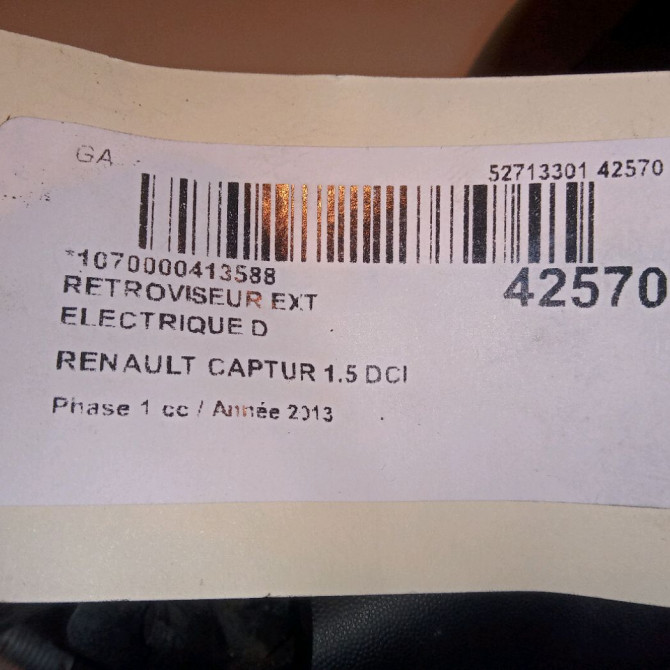 GA
52713301 42570
*1070000413588
42570
RETROVISEUR EXT
ELECTRIQUE D
RENAULT CAPTUR 1.5 DCI
Phase 1 cc / Année 2013